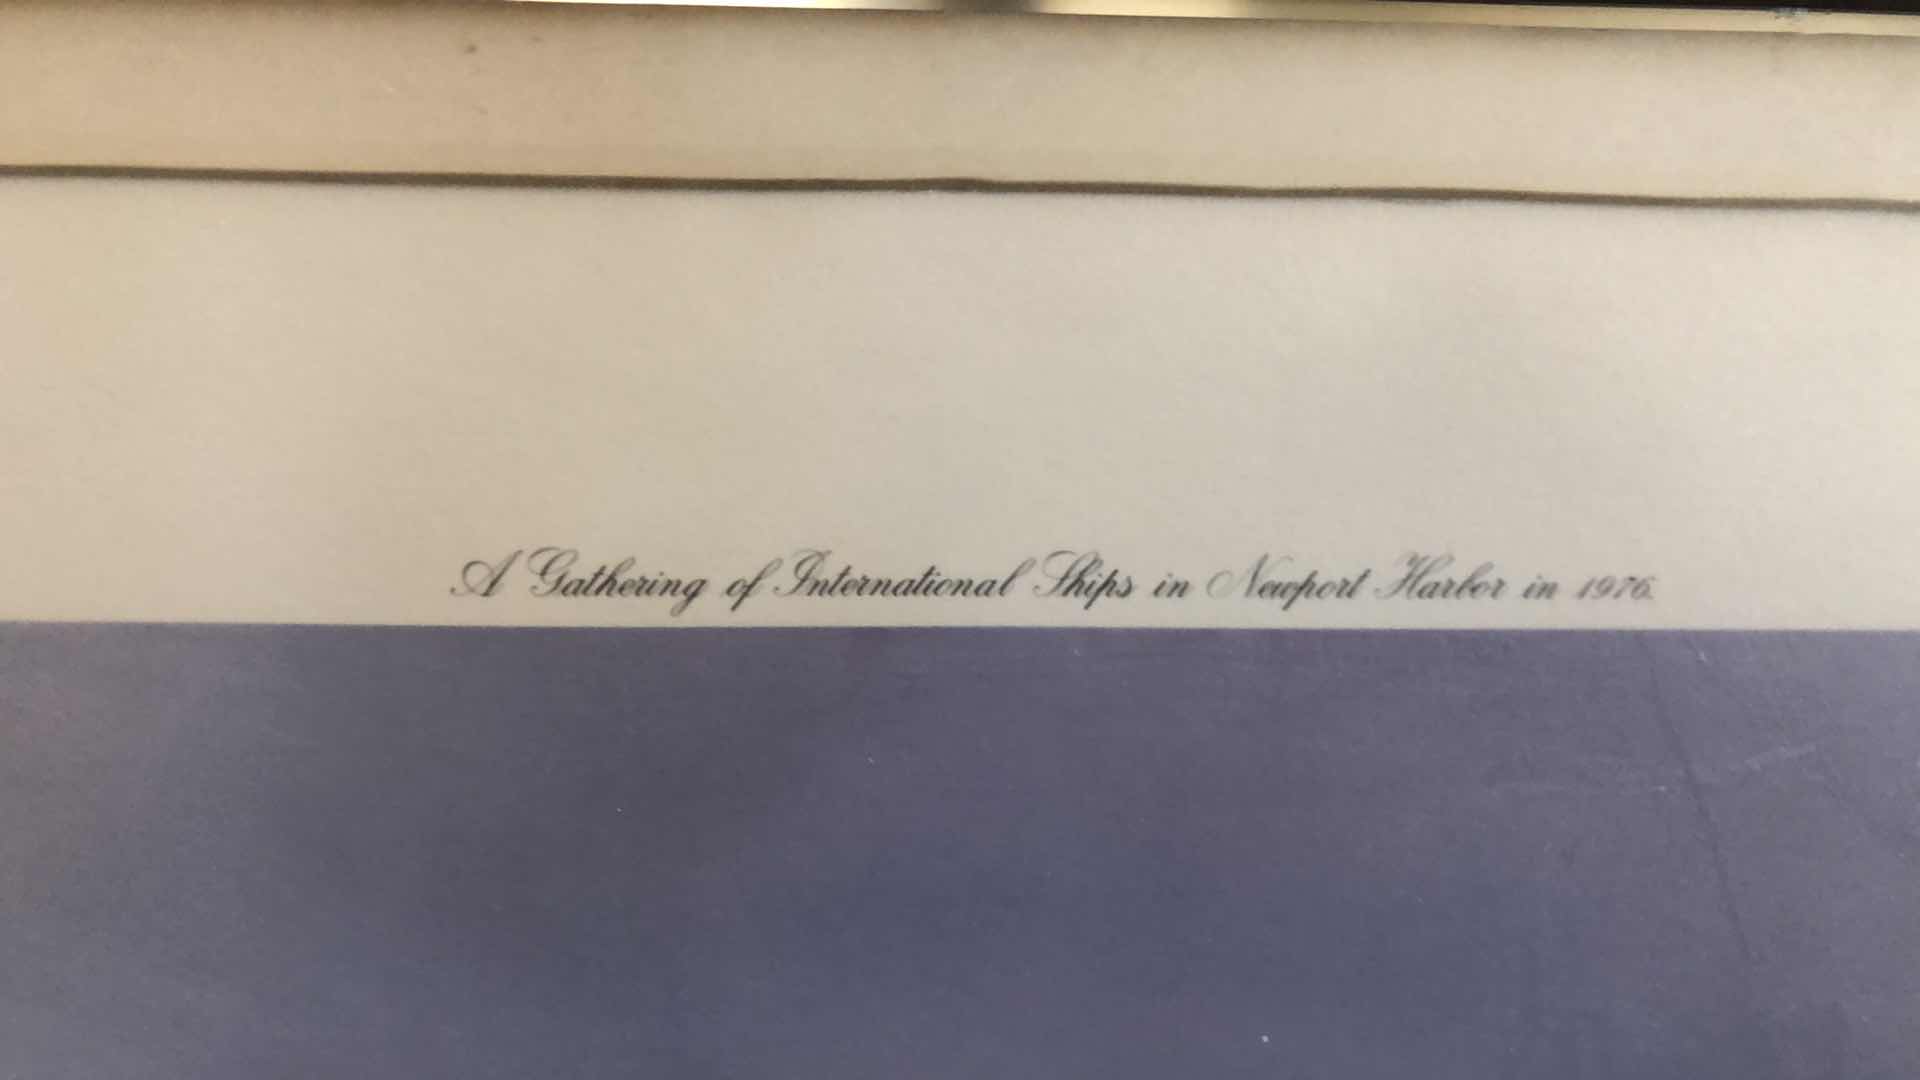 A Gathering of International Ships in Newport Harbor in 1976.